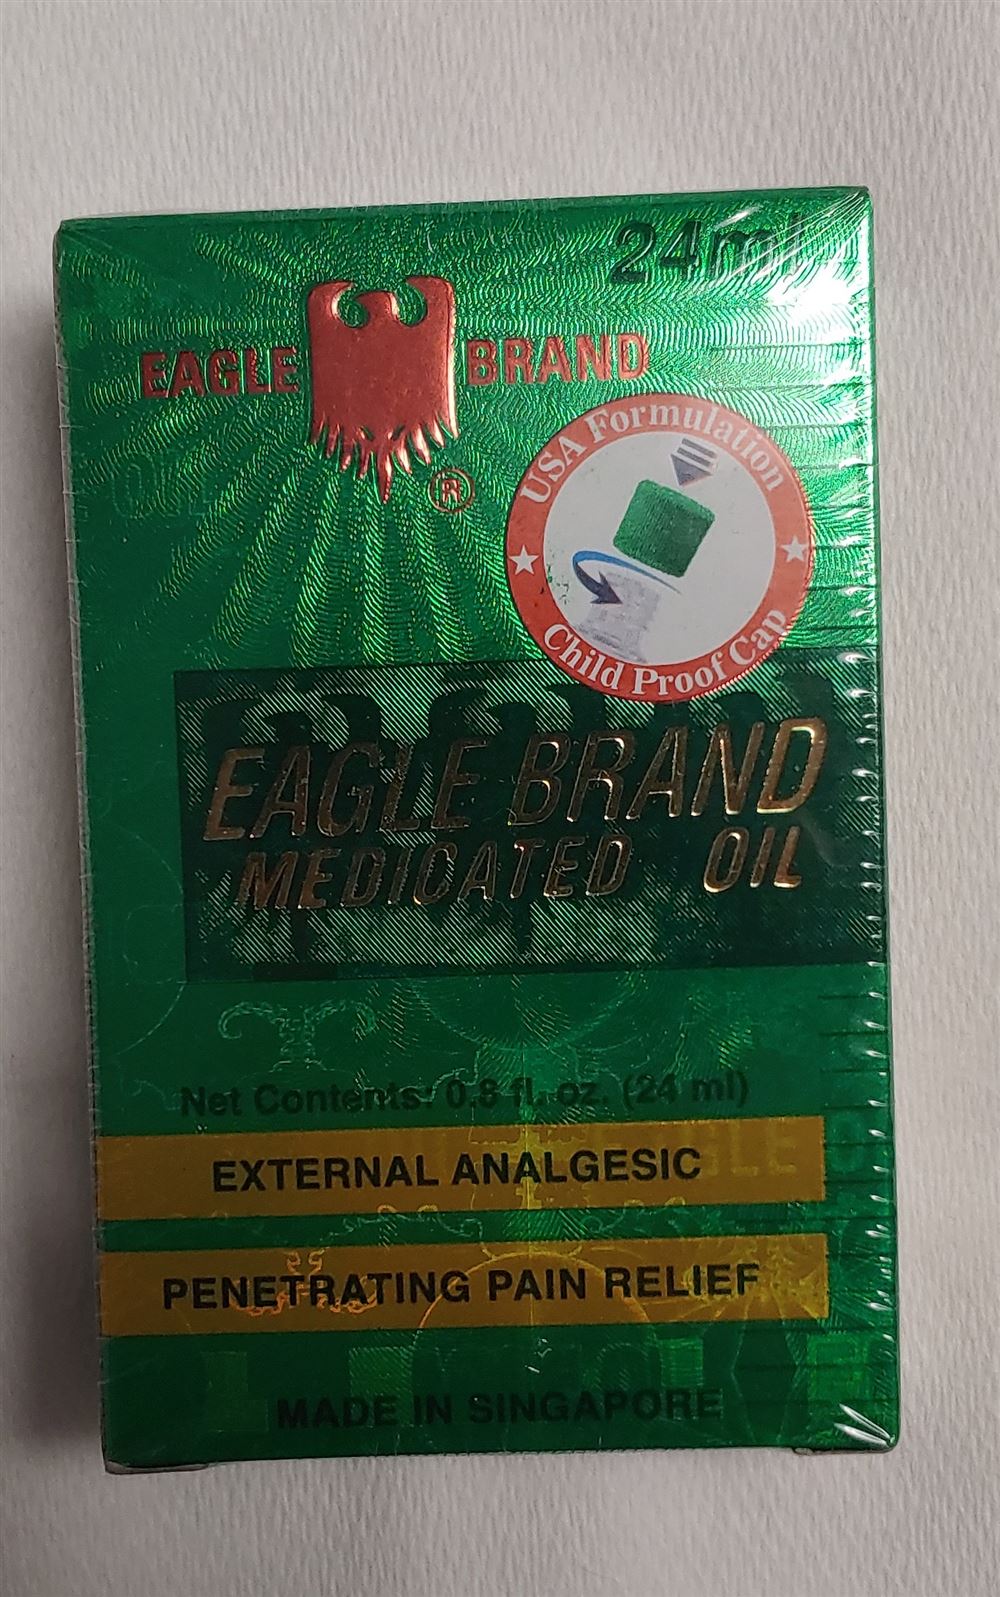 24ml
EAGLE BRAND
®
USA Formulation
Child Proof Cap
EAGLE BRAND
MEDICATED OIL
Net Contents: 0.8 fl. oz. (24 ml)
EXTERNAL ANALGESIC
PENETRATING PAIN RELIEF
MADE IN SINGAPORE